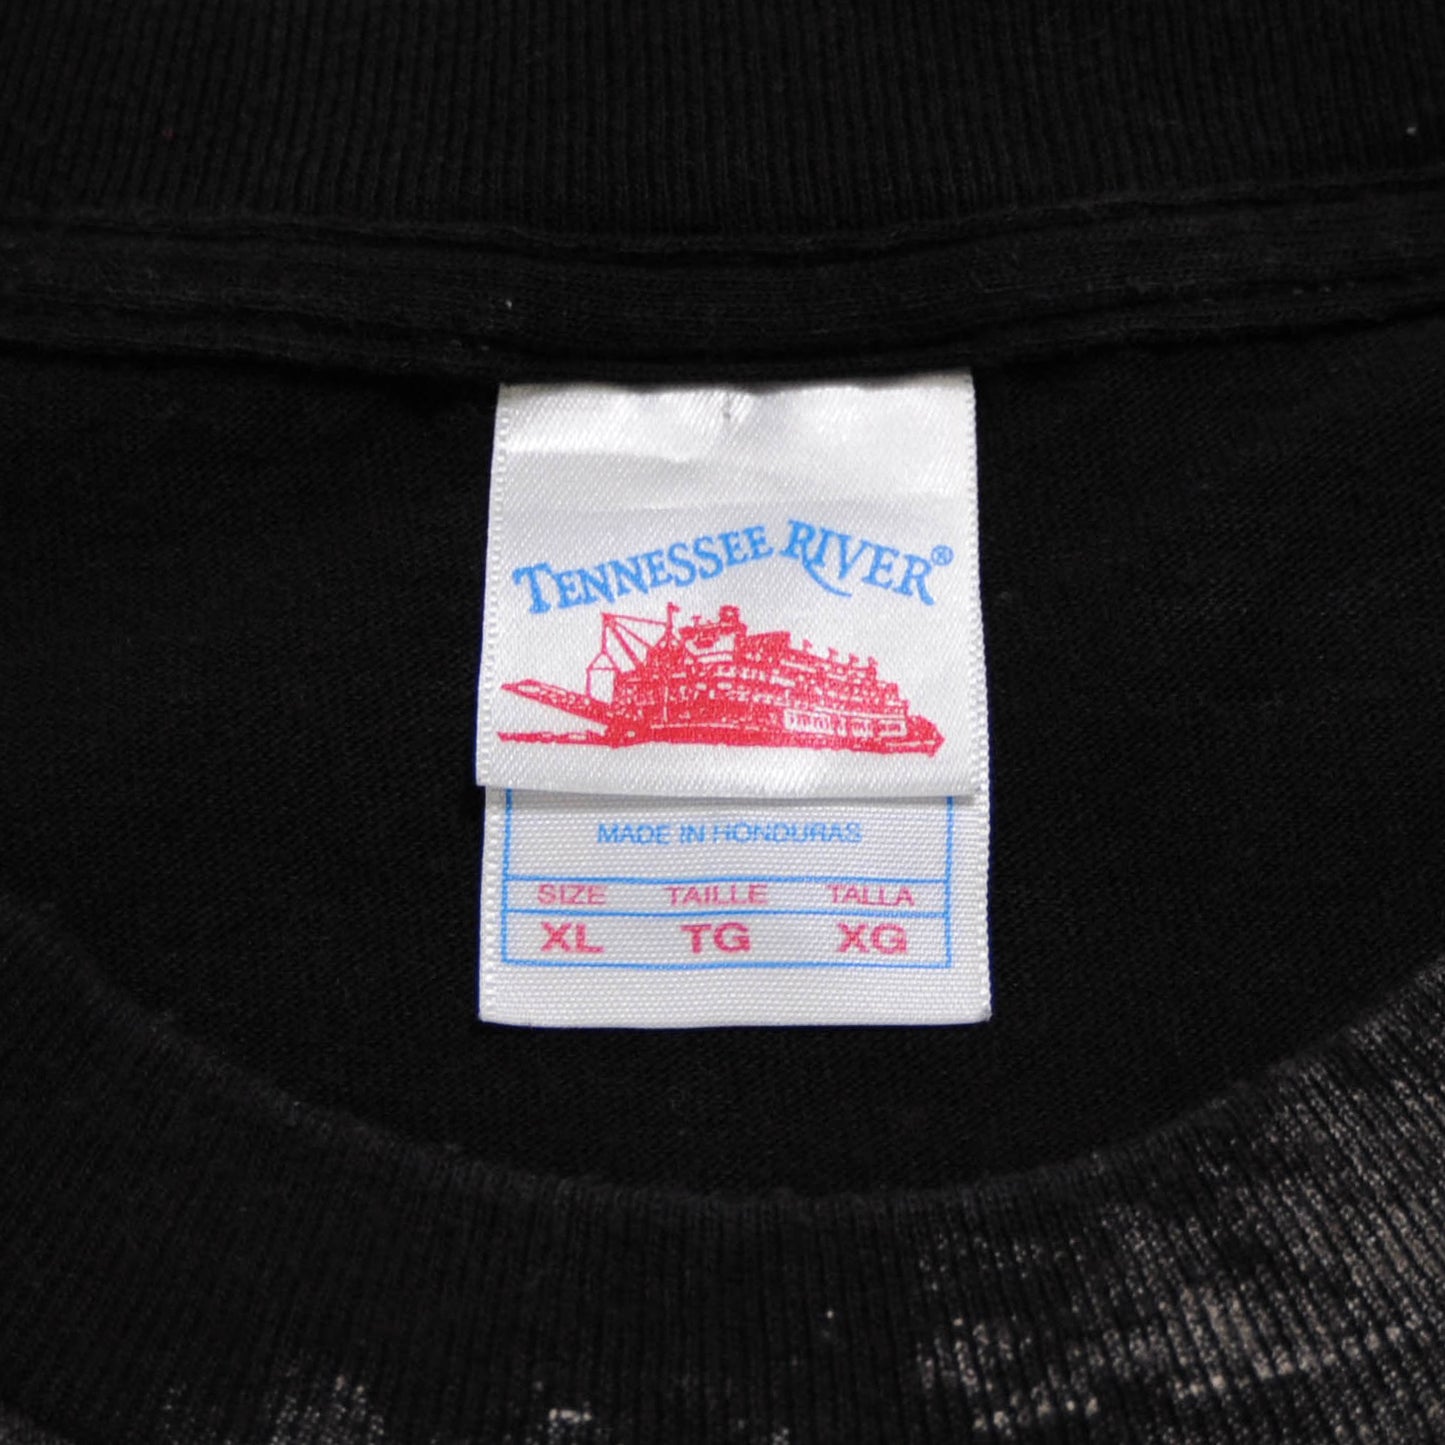 TENNESSEE RIVER®
MADE IN HONDURAS
SIZE TAILLE TALLA
XL TG XG